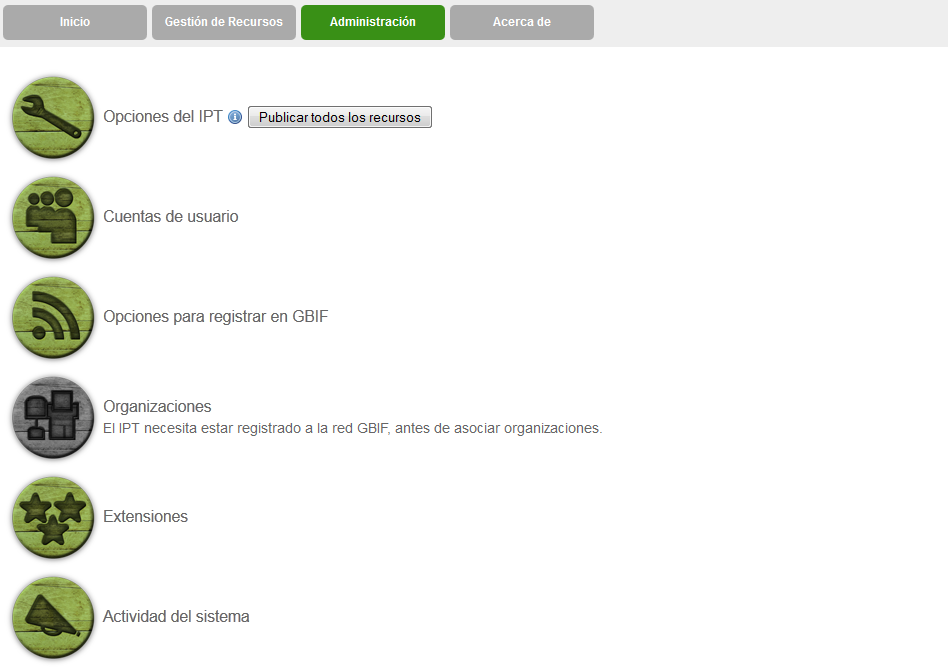 Inicio
Gestión de Recursos
Administración
Acerca de
Opciones del IPT
Publicar todos los recursos
Cuentas de usuario
Opciones para registrar en GBIF
Organizaciones
El IPT necesita estar registrado a la red GBIF, antes de asociar organizaciones.
Extensiones
Actividad del sistema